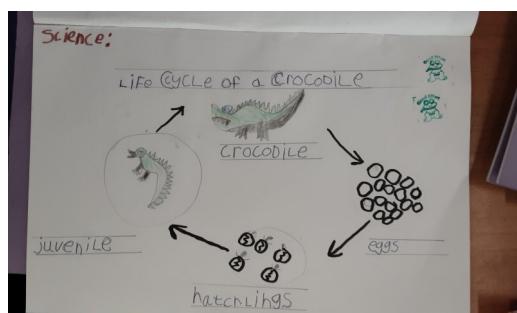 Science:
LiFe CYCLe of a CROCODiLe
CROCODiLe
eggs
hatcHLings
juvenile